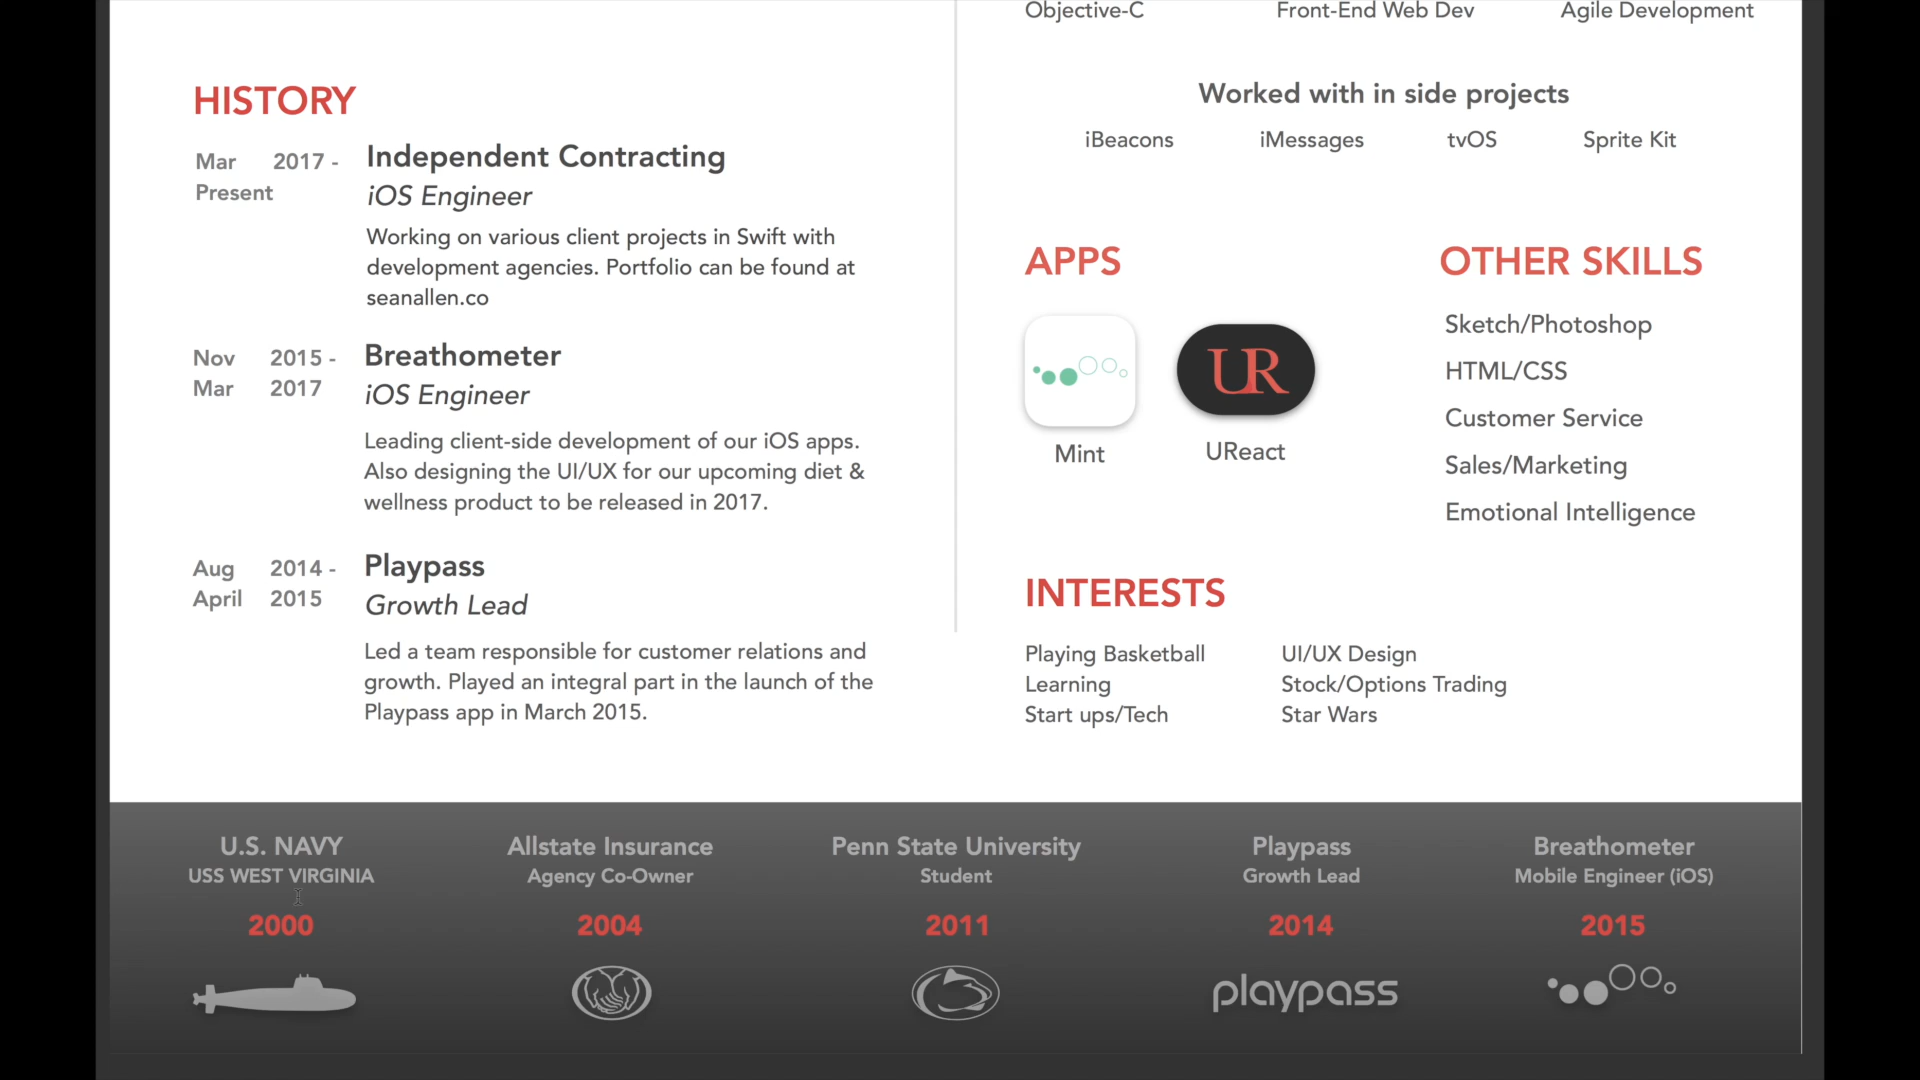 Objective-C Front-End Web Dev Agile Development
HISTORY
Mar 2017 -
Present
Independent Contracting
iOS Engineer
Working on various client projects in Swift with
development agencies. Portfolio can be found at
seanallen.co
Nov 2015 -
Mar 2017
Breathometer
iOS Engineer
Leading client-side development of our iOS apps.
Also designing the UI/UX for our upcoming diet &
wellness product to be released in 2017.
Aug 2014 -
April 2015
Playpass
Growth Lead
Led a team responsible for customer relations and
growth. Played an integral part in the launch of the
Playpass app in March 2015.
Worked with in side projects
iBeacons iMessages tvOS Sprite Kit
APPS
UR
Mint UReact
OTHER SKILLS
Sketch/Photoshop
HTML/CSS
Customer Service
Sales/Marketing
Emotional Intelligence
INTERESTS
Playing Basketball UI/UX Design
Learning Stock/Options Trading
Start ups/Tech Star Wars
U.S. NAVY
USS WEST VIRGINIA
2000
Allstate Insurance
Agency Co-Owner
2004
Penn State University
Student
2011
Playpass
Growth Lead
2014
playpass
Breathometer
Mobile Engineer (iOS)
2015